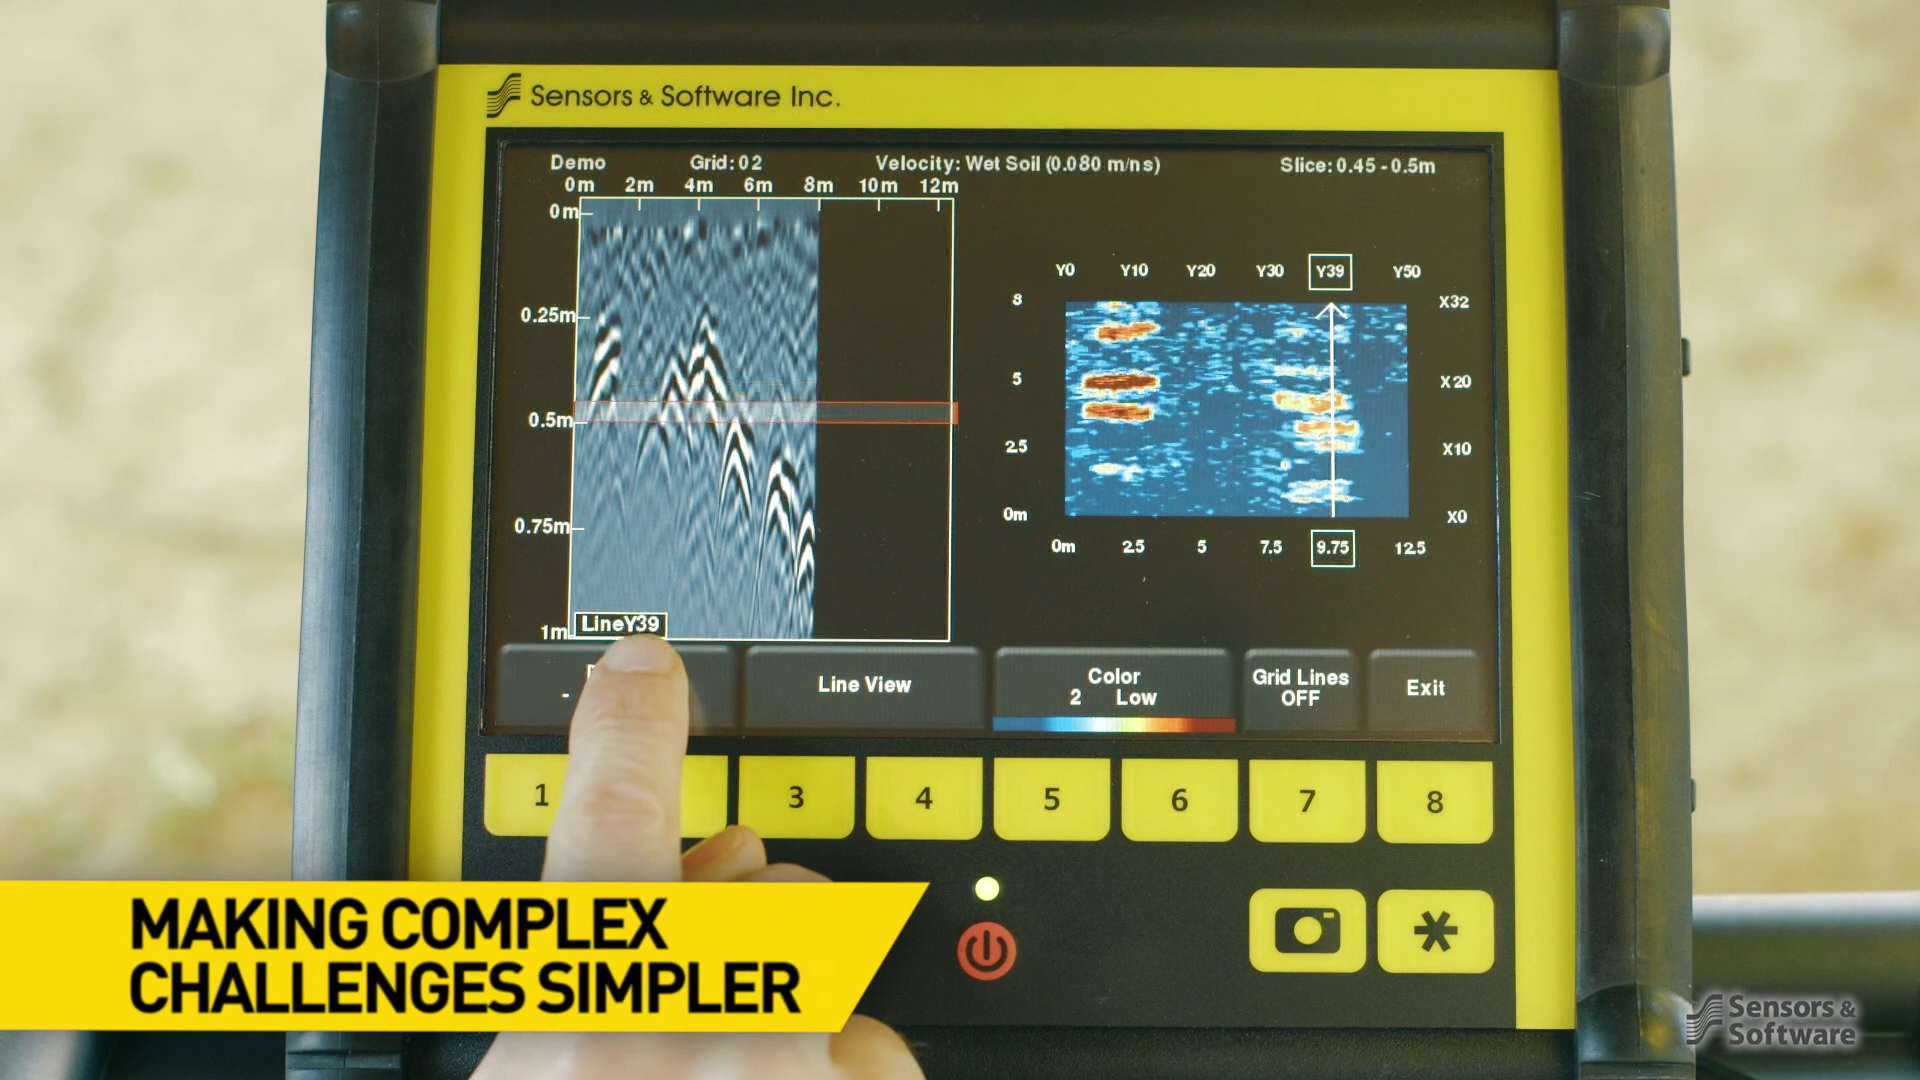 Sensors & Software Inc.
Demo Grid: 02 Velocity: Wet Soil (0.080 m/ns) Slice: 0.45 - 0.5m
0m 2m 4m 6m 8m 10m 12m
0m
0.25m
0.5m
0.75m
1m
LineY39
Y0 Y10 Y20 Y30 Y39 Y50
8
5
2.5
0m
X32
X20
X10
X0
0m 2.5 5 7.5 9.75 12.5
-
Line View
Color
2 Low
Grid Lines
OFF
Exit
1 3 4 5 6 7 8
*
MAKING COMPLEX
CHALLENGES SIMPLER
Sensors &
Software